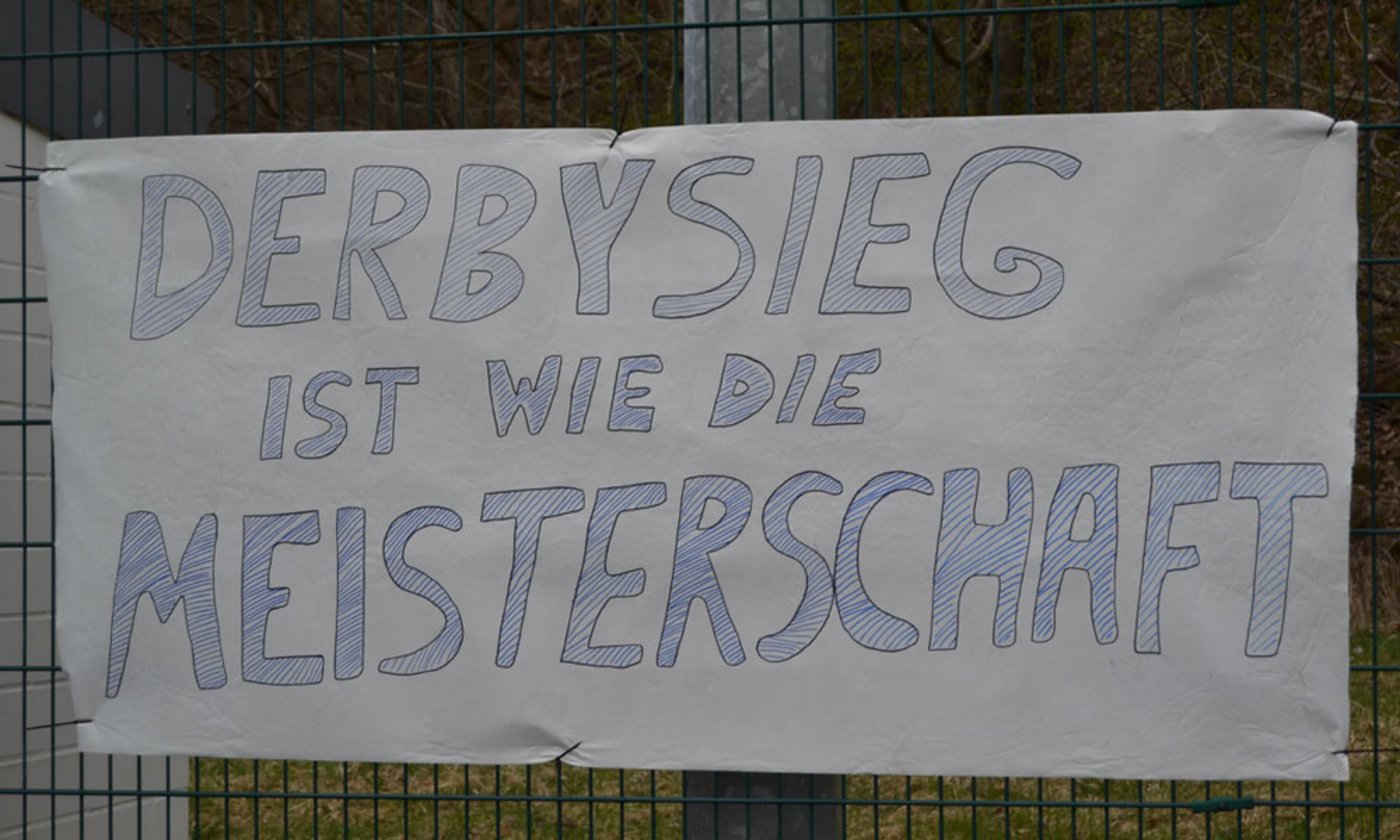 DERBYSIEG
IST WIE DIE
MEISTERSCHAFT